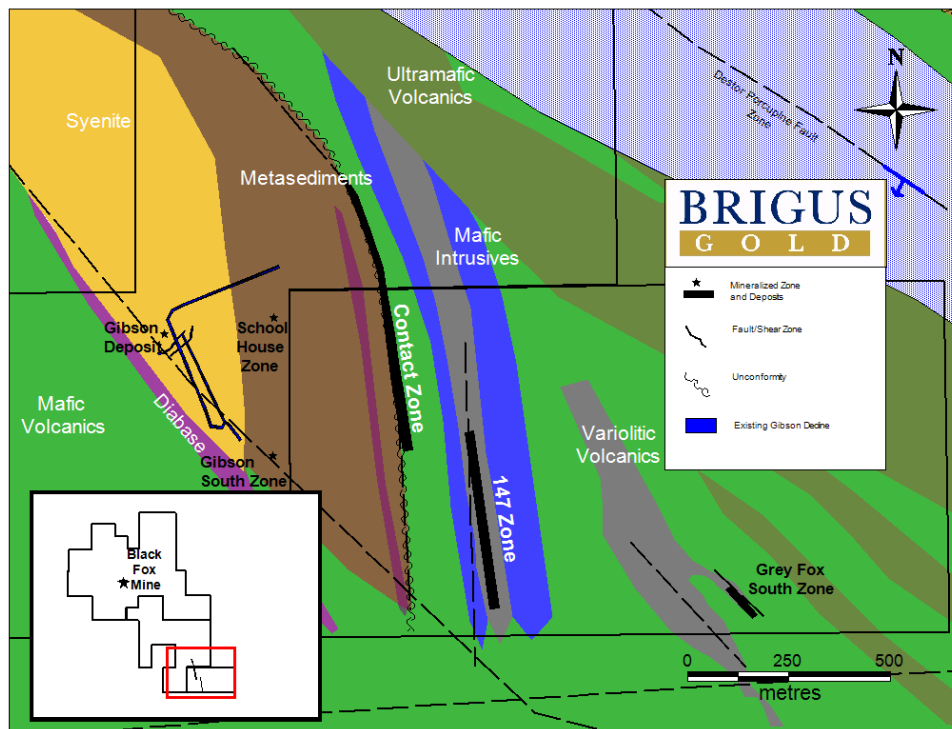 Ultramafic
Volcanics
N
Destor Porcupine Fault
Zone
Syenite
Metasediments
BRIGUS
GOLD
Mafic
Intrusives
Mineralized Zone
and Deposts
Gibson
Deposit
School
House
Zone
Contact Zone
Fault/Shear Zone
Unconformity
Mafic
Volcanics
Diabase
Existing Gibson Decline
Variolitic
Volcanics
Gibson
South Zone
147 Zone
Black
Fox
Mine
Grey Fox
South Zone
0 250 500
metres